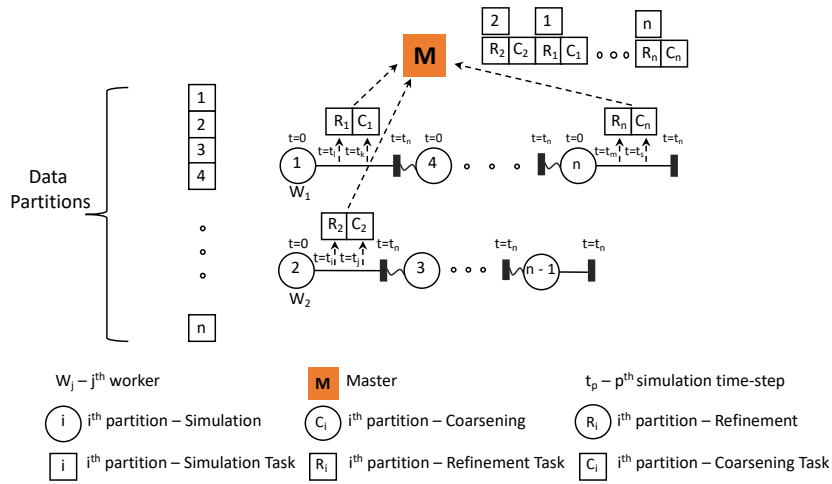 2 1 n
M
R2 C2 R1 C1 Rn Cn
1
2
3
4
n
Data
Partitions
R1 C1
Rn Cn
t=0 t=tn t=0 t=tn t=0 t=tn
1 t=tl t=tk 4 n t=tm t=ts
W1
R2 C2
t=0 t=tn t=tn t=tn
2 t=ti t=tj 3 n - 1
W2
Wj – jth worker
M Master
tp – pth simulation time-step
i ith partition – Simulation
Ci ith partition – Coarsening
Ri ith partition – Refinement
i ith partition – Simulation Task
Ri ith partition – Refinement Task
Ci ith partition – Coarsening Task